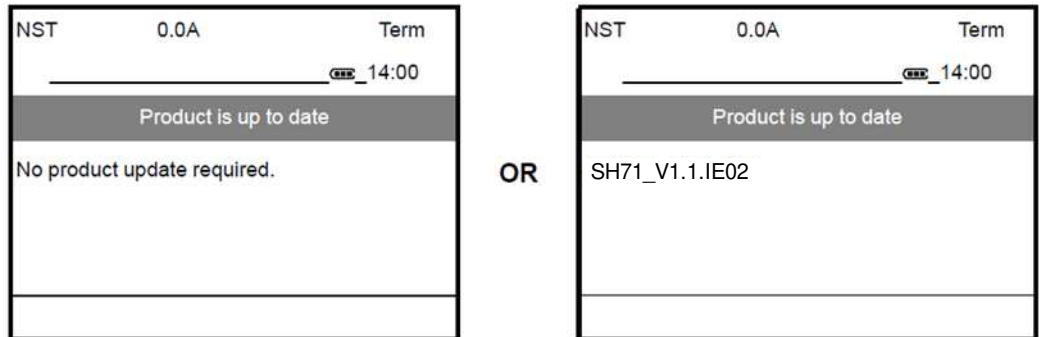 NST 0.0A Term
14:00
Product is up to date
No product update required.
OR
NST 0.0A Term
14:00
Product is up to date
SH71_V1.1.IE02